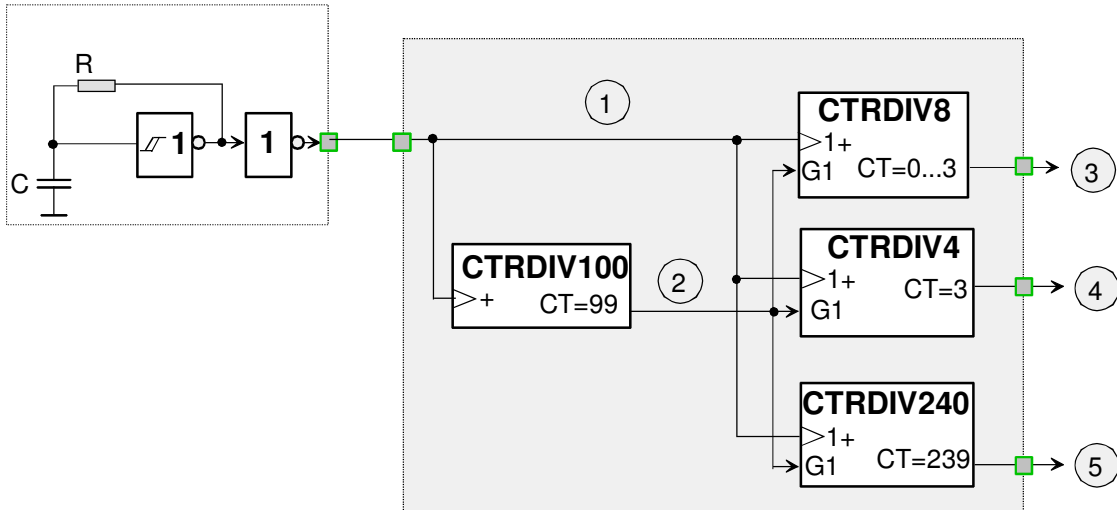 R
C
1
1
1
CTRDIV8
1+
G1
CT=0...3
3
CTRDIV100
+
CT=99
2
CTRDIV4
1+
G1
CT=3
4
CTRDIV240
1+
G1
CT=239
5